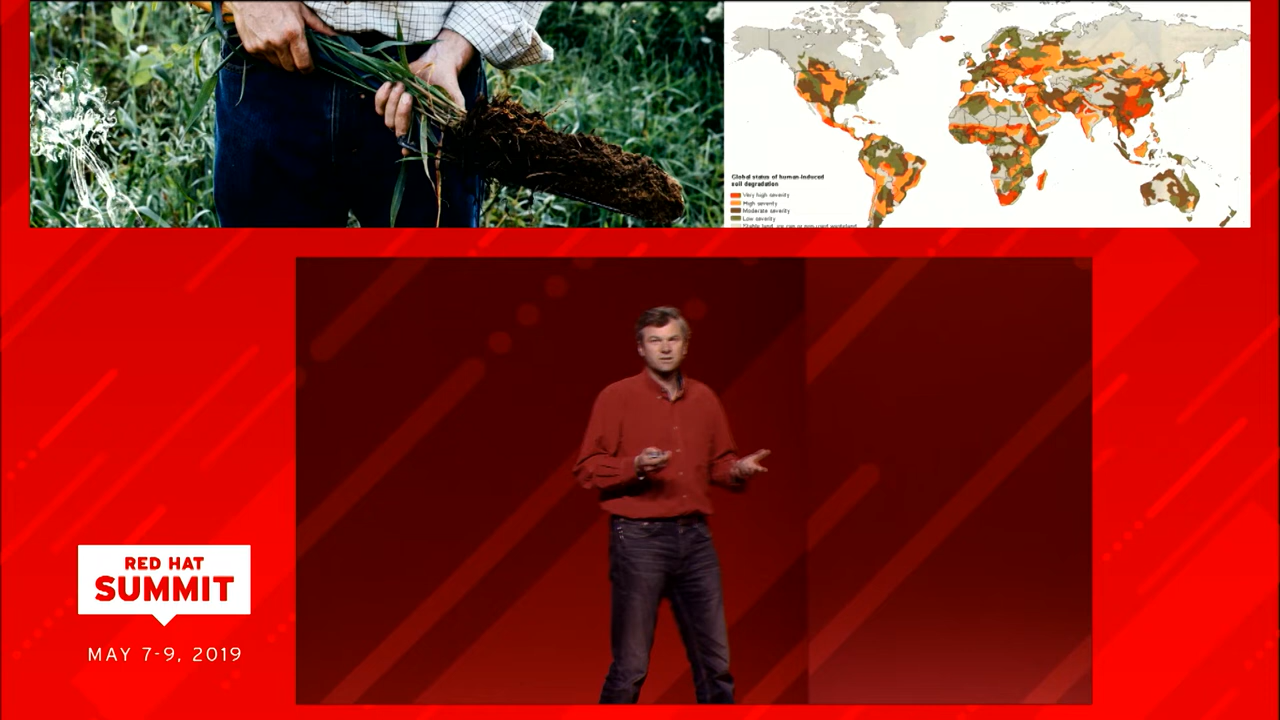 Global status of human-induced
soil degradation
Very high severity
High severity
Moderate severity
Low severity
RED HAT
SUMMIT
MAY 7-9, 2019